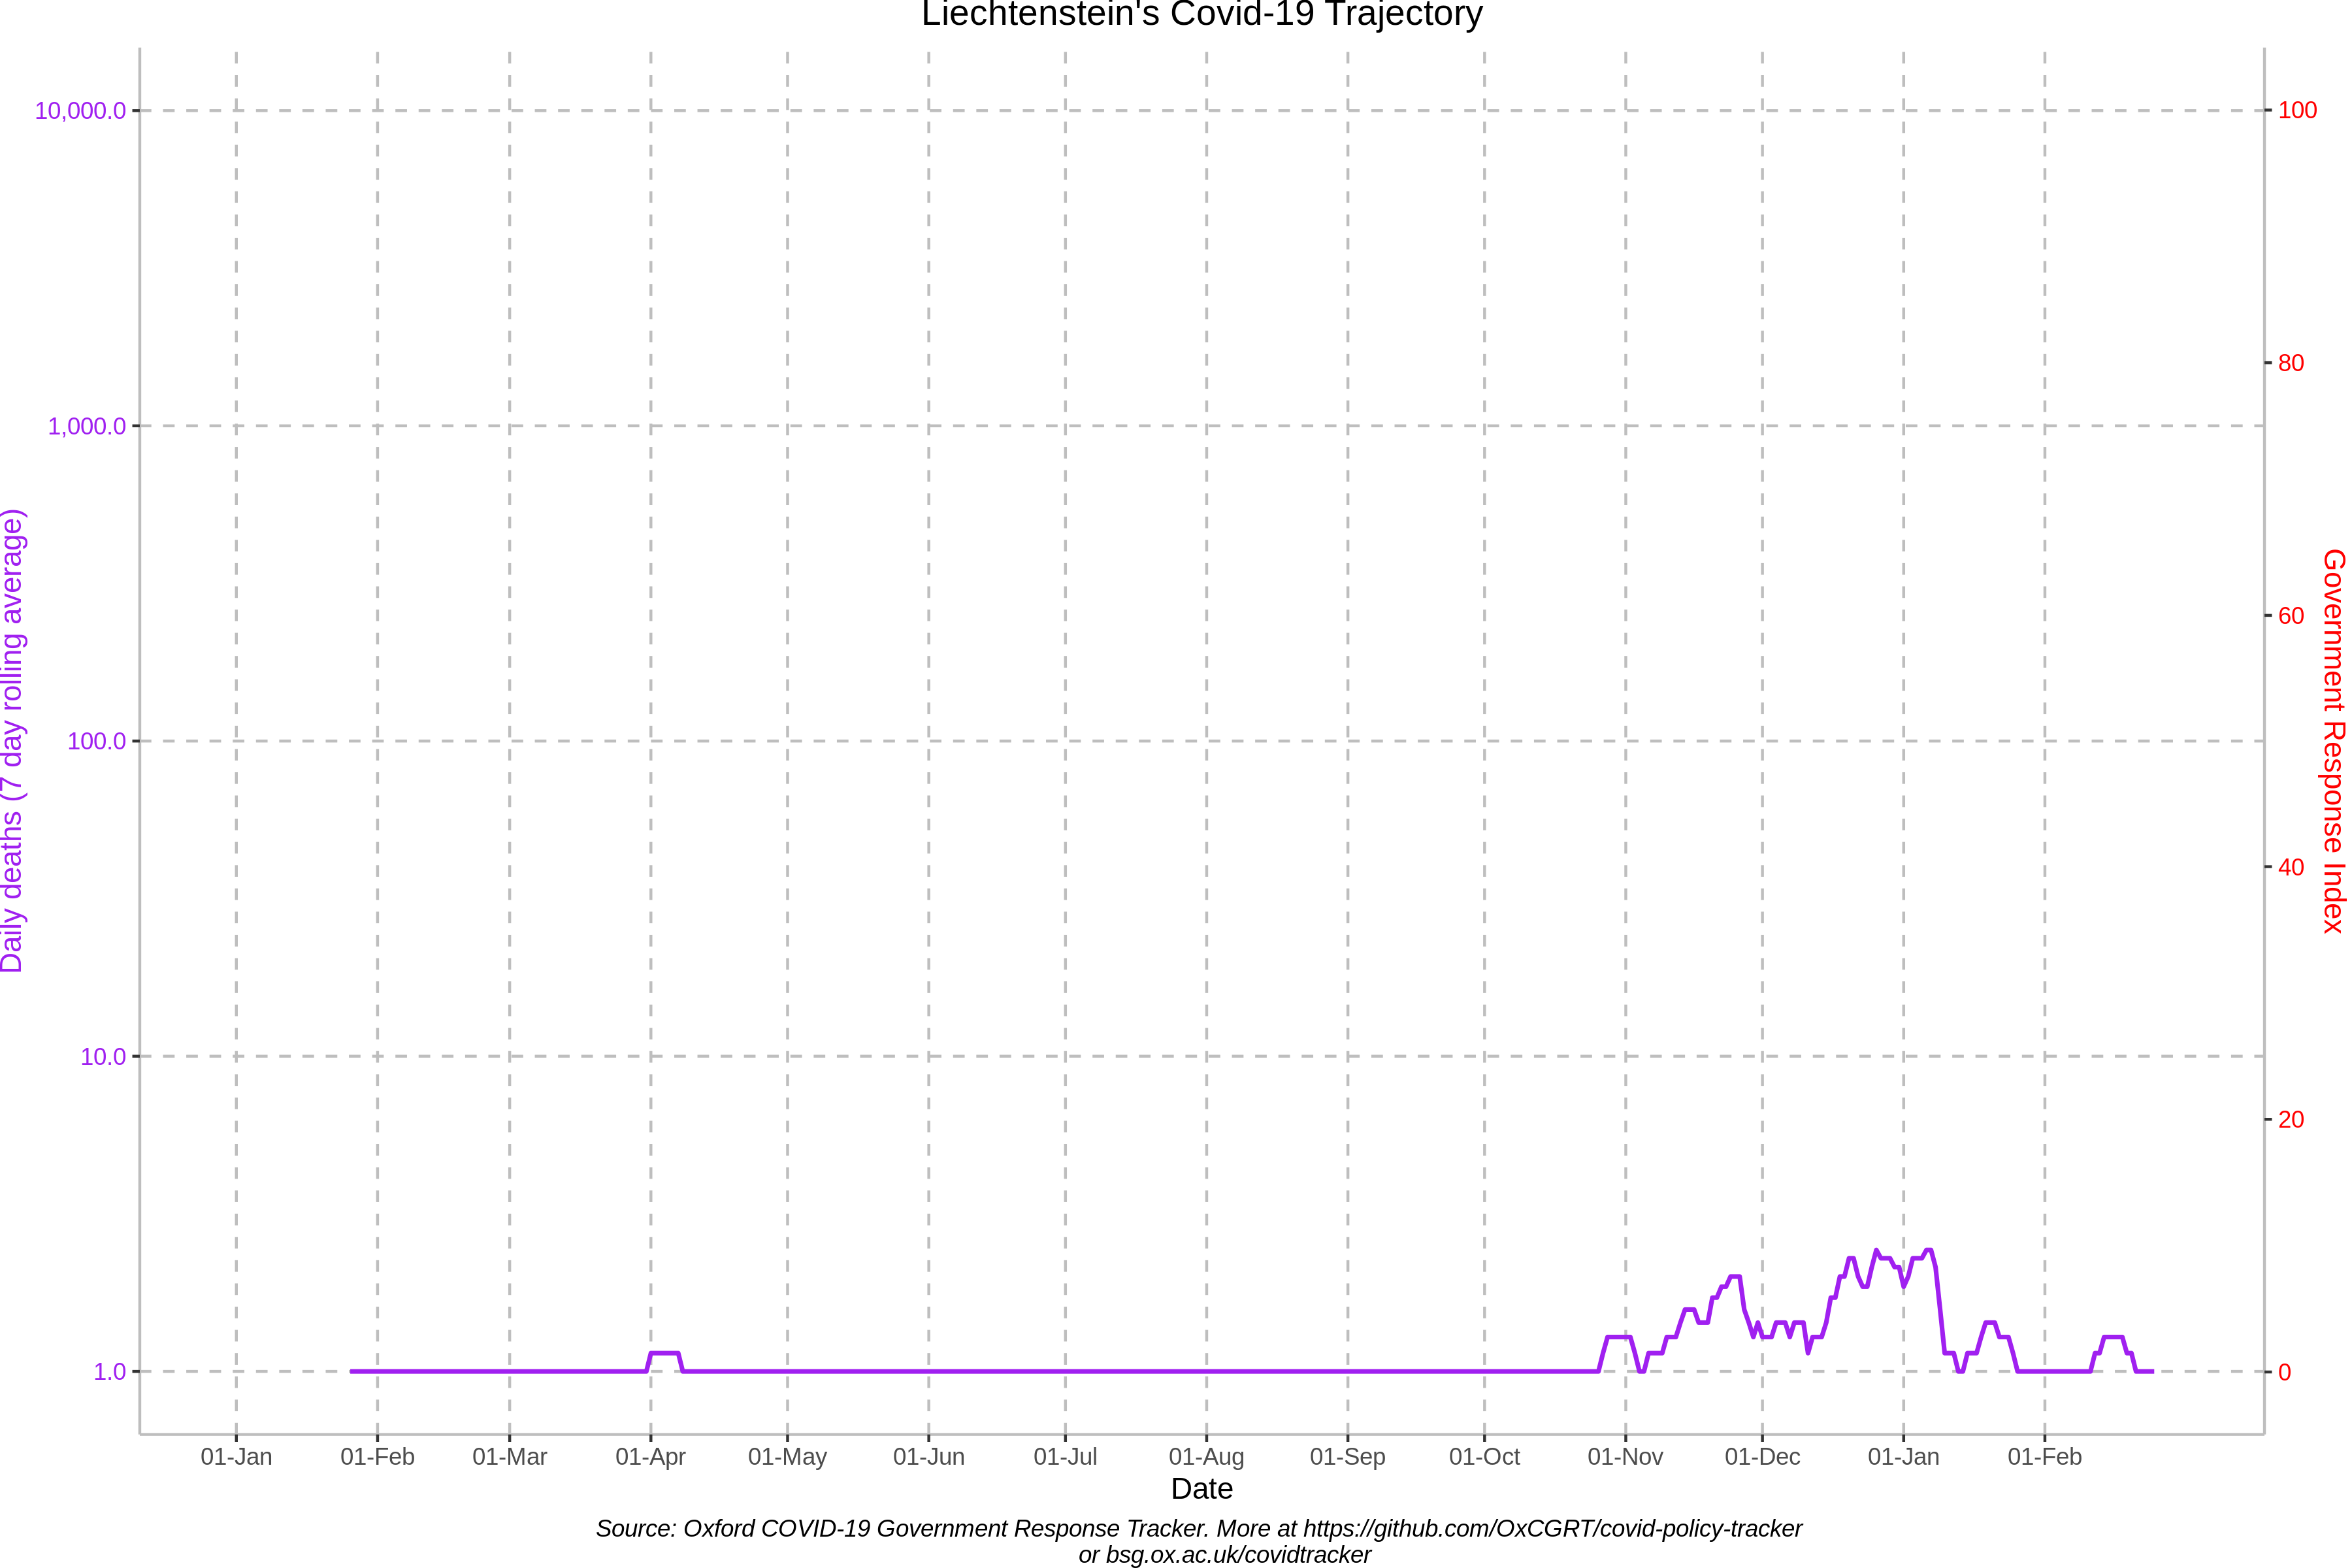 Liechtenstein's Covid-19 Trajectory
10,000.0
1,000.0
100.0
10.0
1.0
Daily deaths (7 day rolling average)
100
80
60
40
20
0
Government Response Index
01-Jan 01-Feb 01-Mar 01-Apr 01-May 01-Jun 01-Jul 01-Aug 01-Sep 01-Oct 01-Nov 01-Dec 01-Jan 01-Feb
Date
Source: Oxford COVID-19 Government Response Tracker. More at https://github.com/OxCGRT/covid-policy-tracker
or bsg.ox.ac.uk/covidtracker